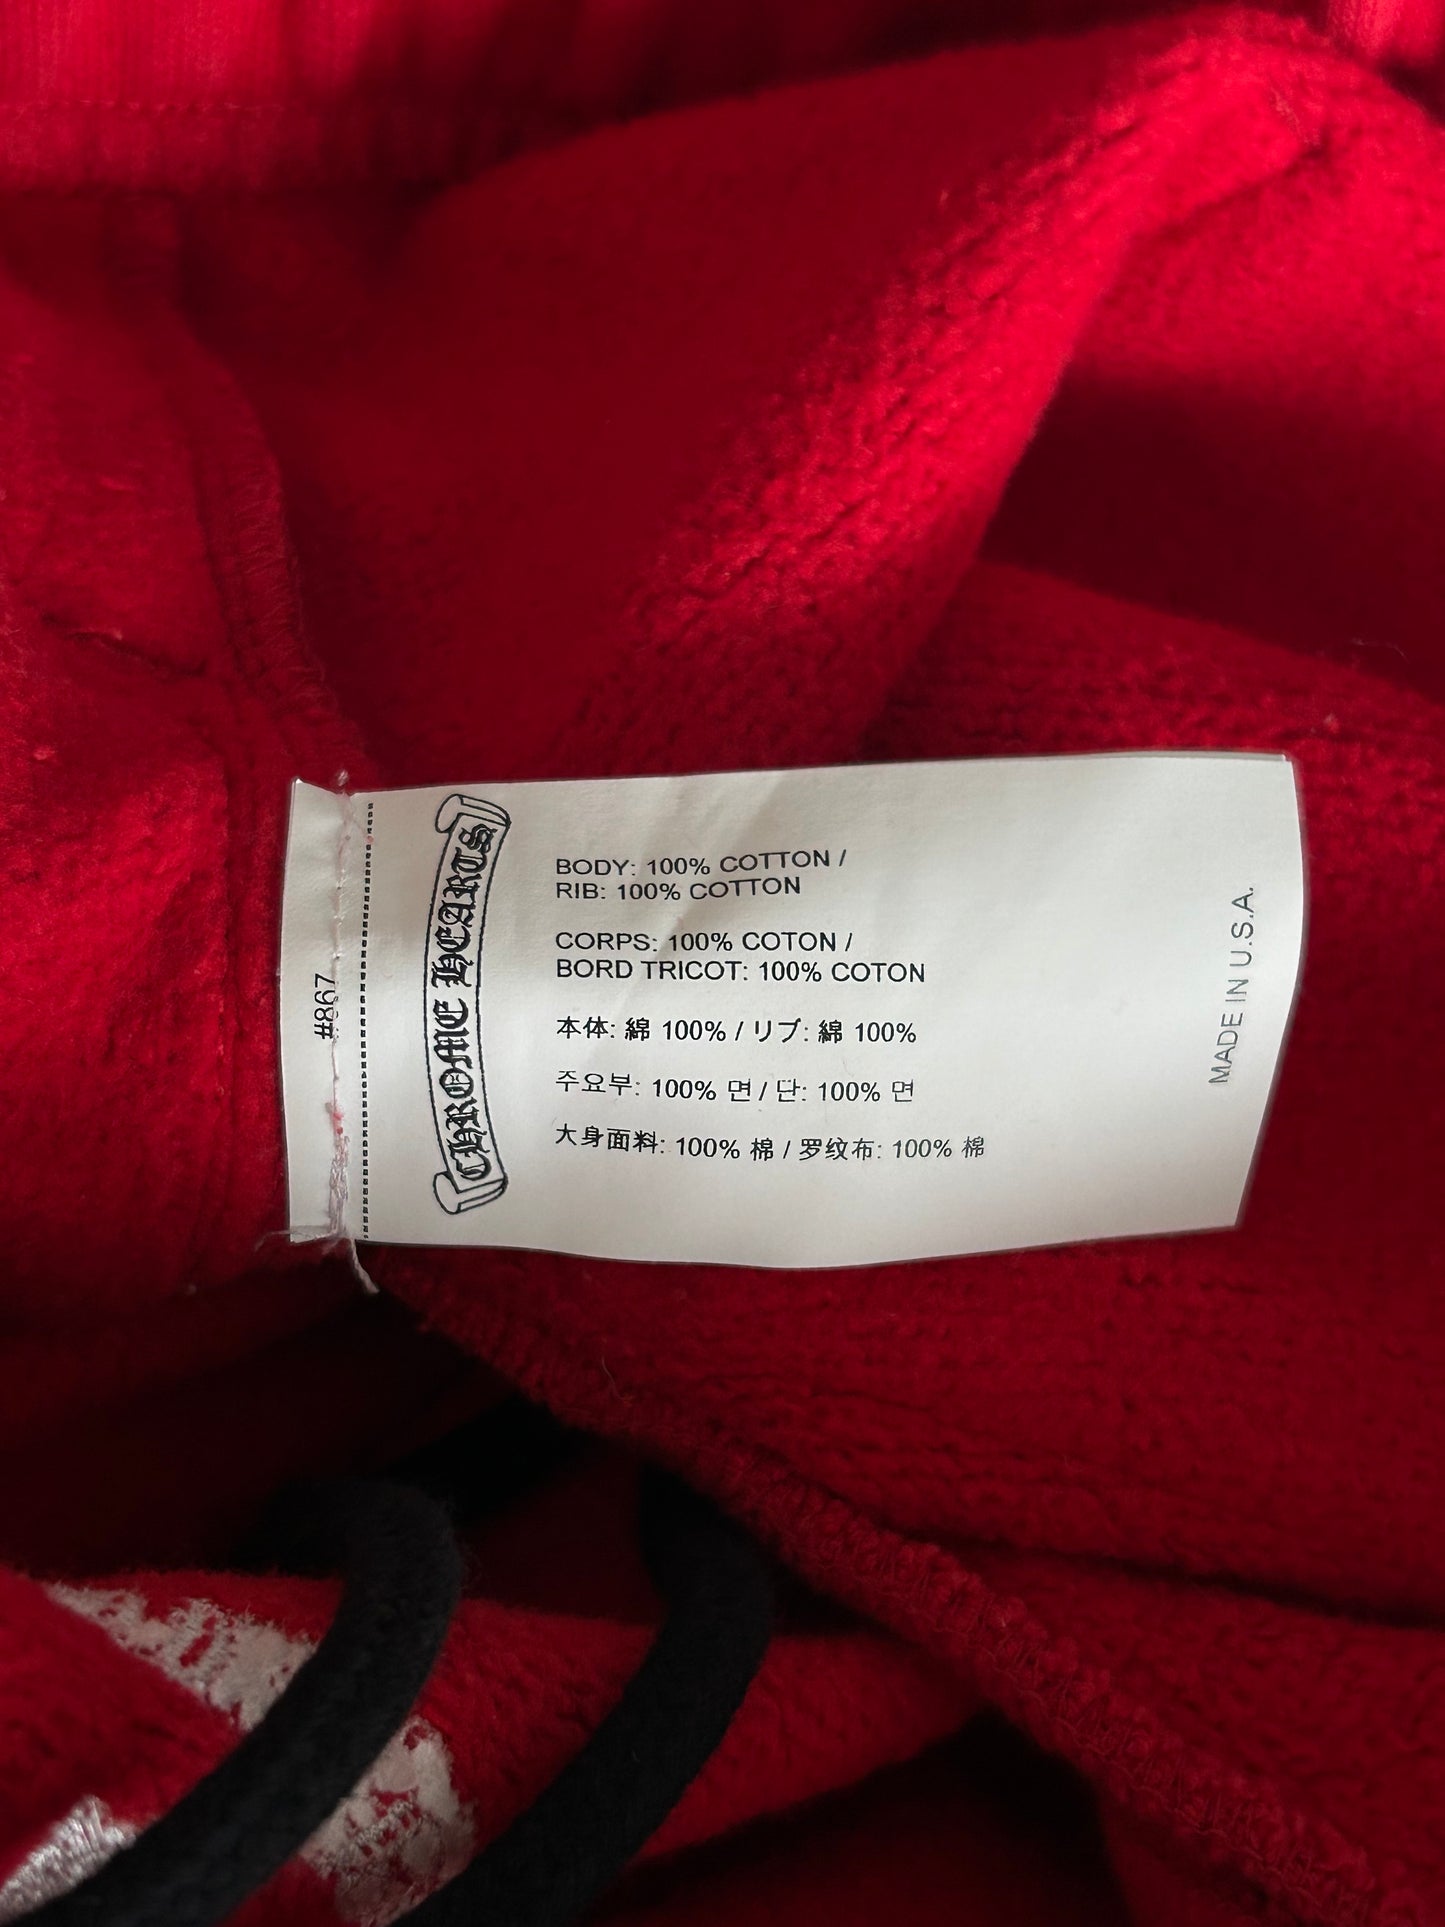 #867
CHROME HEARTS
BODY: 100% COTTON /
RIB: 100% COTTON
CORPS: 100% COTON /
BORD TRICOT: 100% COTON
本体: 綿 100% / リブ: 綿 100%
주요부: 100% 면 / 단: 100% 면
大身面料: 100% 棉 / 罗纹布: 100% 棉
MADE IN U.S.A.